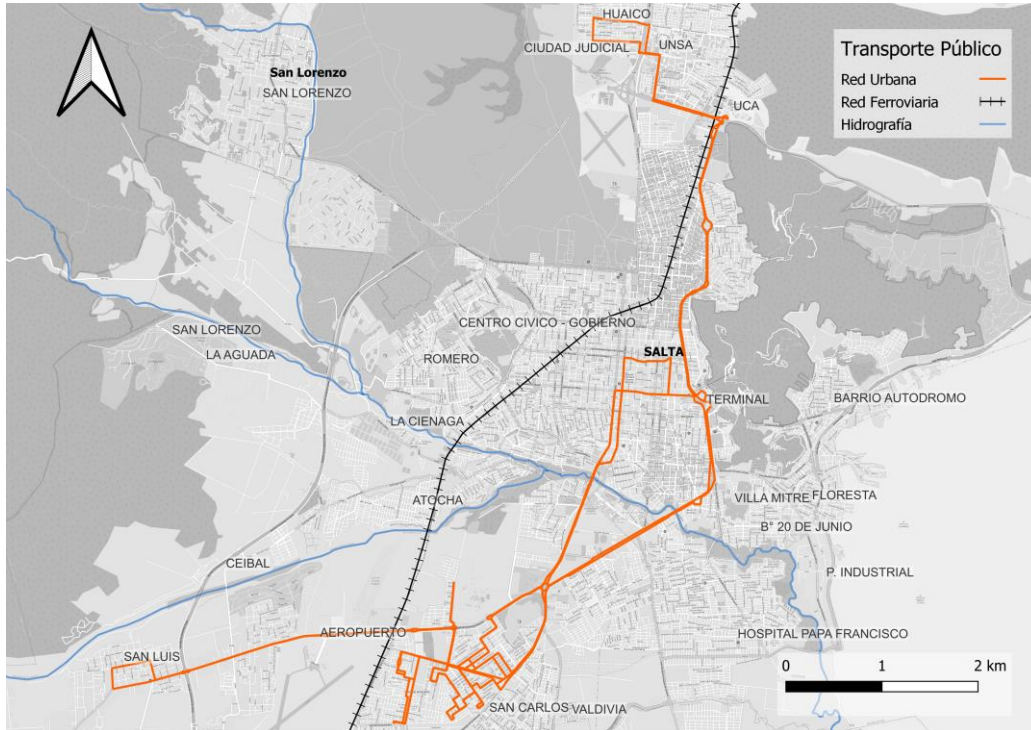 HUAICO
CIUDAD JUDICIAL
UNSA
San Lorenzo
SAN LORENZO
UCA
Transporte Público
Red Urbana
Red Ferroviaria
Hidrografía
SAN LORENZO
CENTRO CIVICO - GOBIERNO
LA AGUADA
ROMERO
SALTA
TERMINAL
BARRIO AUTODROMO
LA CIENAGA
ATOCHA
VILLA MITRE
FLORESTA
B° 20 DE JUNIO
CEIBAL
P. INDUSTRIAL
AEROPUERTO
HOSPITAL PAPA FRANCISCO
SAN LUIS
SAN CARLOS
VALDIVIA
0 1 2 km